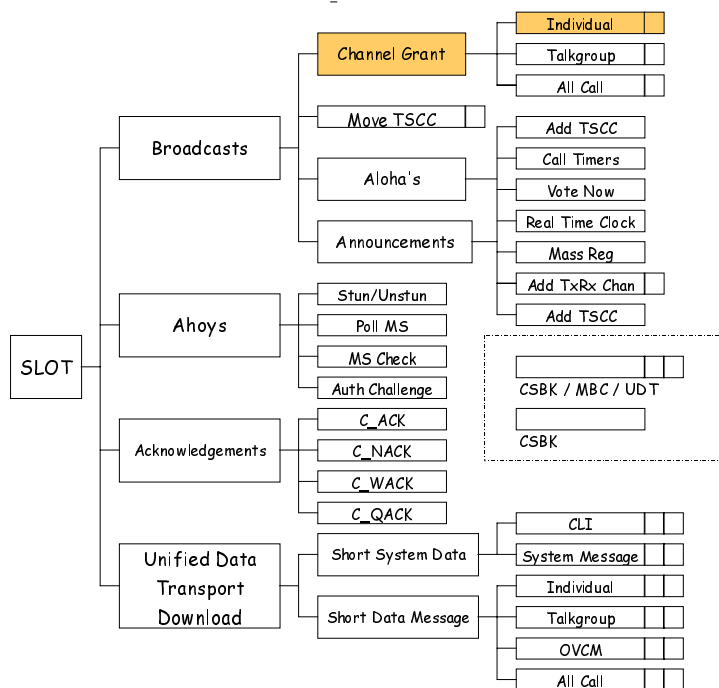 Individual
Channel Grant
Talkgroup
All Call
Move TSCC
Add TSCC
Broadcasts
Call Timers
Aloha's
Vote Now
Real Time Clock
Announcements
Mass Reg
Add TxRx Chan
Stun/Unstun
Add TSCC
Ahoys
Poll MS
MS Check
SLOT
Auth Challenge
CSBK / MBC / UDT
C_ACK
CSBK
Acknowledgements
C_NACK
C_WACK
C_QACK
CLI
Unified Data
Transport
Download
Short System Data
System Message
Individual
Short Data Message
Talkgroup
OVCM
All Call